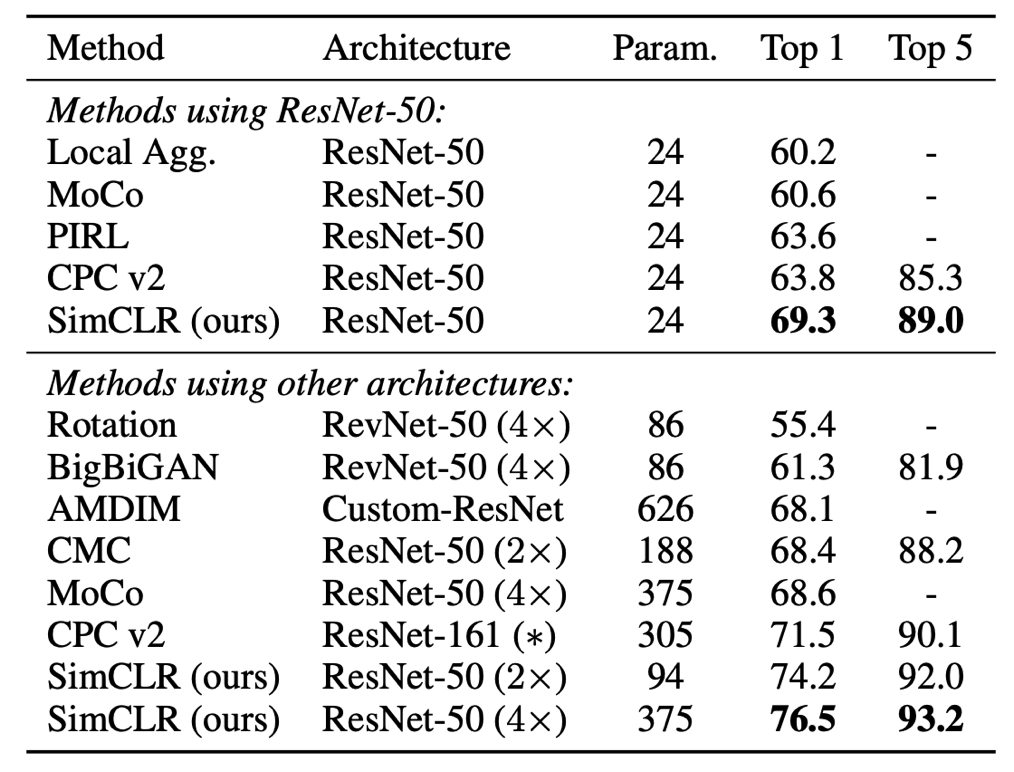 Method Architecture Param. Top 1 Top 5
Methods using ResNet-50:
Local Agg. ResNet-50 24 60.2 -
MoCo ResNet-50 24 60.6 -
PIRL ResNet-50 24 63.6 -
CPC v2 ResNet-50 24 63.8 85.3
SimCLR (ours) ResNet-50 24 69.3 89.0
Methods using other architectures:
Rotation RevNet-50 (4×) 86 55.4 -
BigBiGAN RevNet-50 (4×) 86 61.3 81.9
AMDIM Custom-ResNet 626 68.1 -
CMC ResNet-50 (2×) 188 68.4 88.2
MoCo ResNet-50 (4×) 375 68.6 -
CPC v2 ResNet-161 (∗) 305 71.5 90.1
SimCLR (ours) ResNet-50 (2×) 94 74.2 92.0
SimCLR (ours) ResNet-50 (4×) 375 76.5 93.2